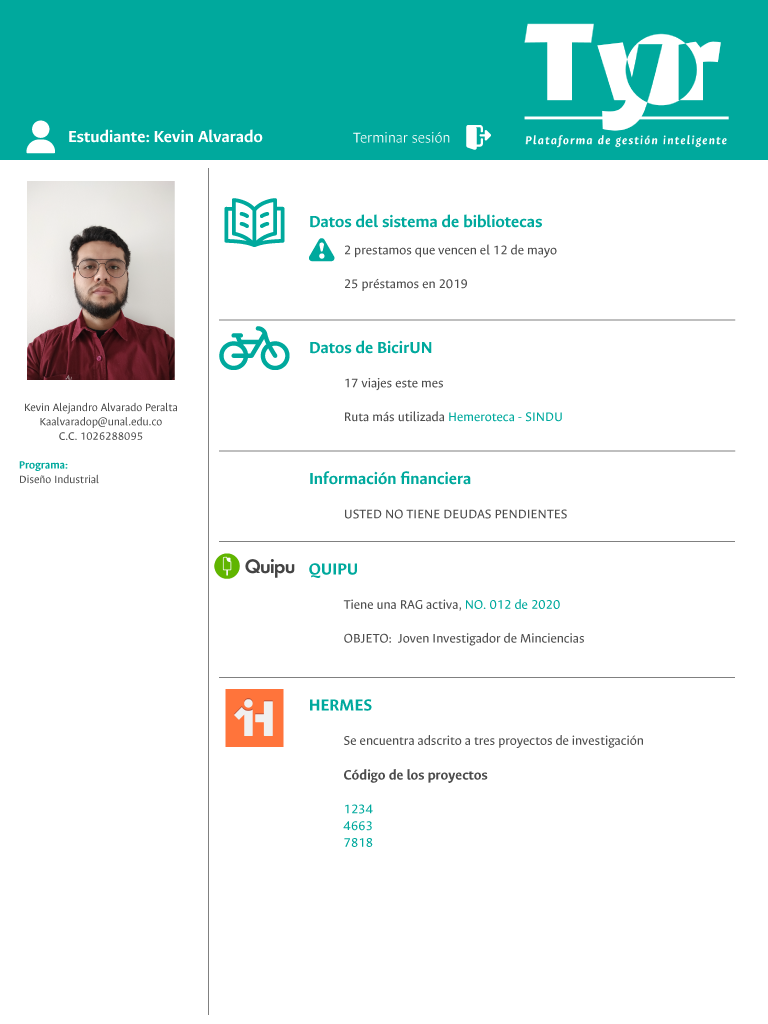 Tyr
Plataforma de gestión inteligente
Estudiante: Kevin Alvarado
Terminar sesión
Kevin Alejandro Alvarado Peralta
Kaalvaradop@unal.edu.co
C.C. 1026288095
Programa:
Diseño Industrial
Datos del sistema de bibliotecas
2 prestamos que vencen el 12 de mayo
25 préstamos en 2019
Datos de BicirUN
17 viajes este mes
Ruta más utilizada Hemeroteca - SINDU
Información financiera
USTED NO TIENE DEUDAS PENDIENTES
Quipu
QUIPU
Tiene una RAG activa, NO. 012 de 2020
OBJETO:  Joven Investigador de Minciencias
H
HERMES
Se encuentra adscrito a tres proyectos de investigación
Código de los proyectos
1234
4663
7818